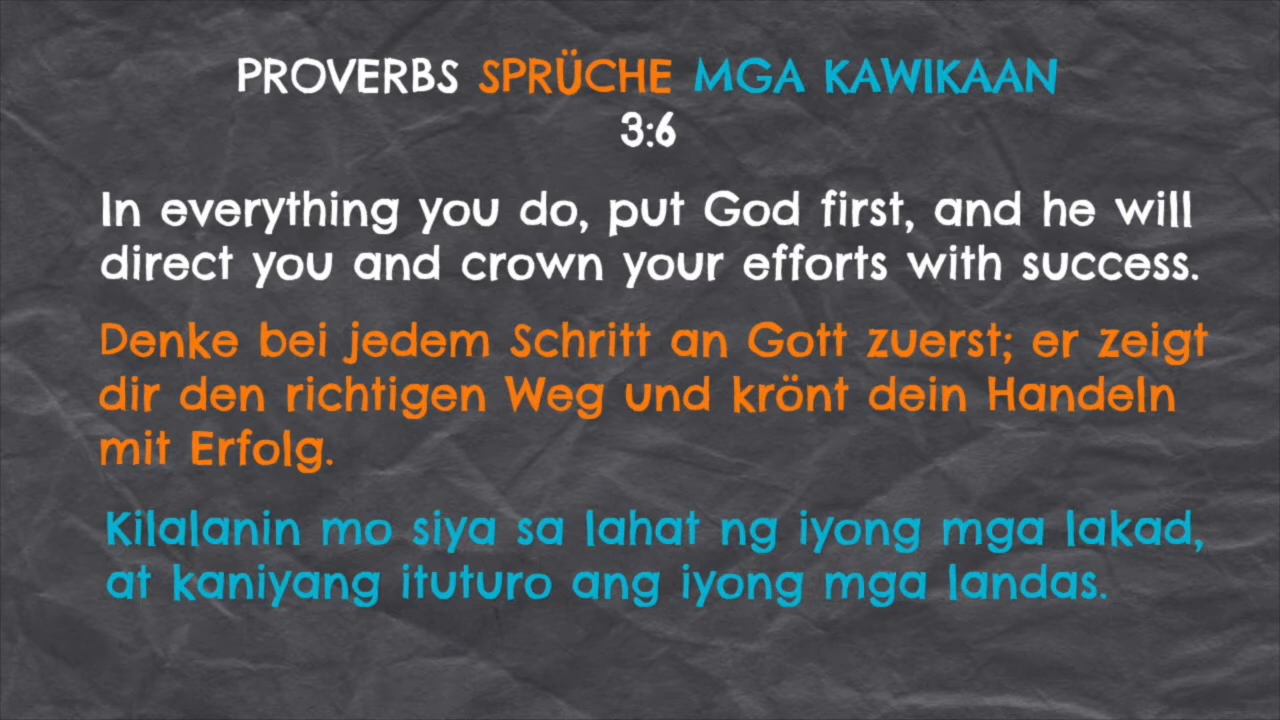 PROVERBS SPRÜCHE MGA KAWIKAAN
3:6
In everything you do, put God first, and he will
direct you and crown your efforts with success.
Denke bei jedem Schritt an Gott zuerst; er zeigt
dir den richtigen Weg und krönt dein Handeln
mit Erfolg.
Kilalanin mo siya sa lahat ng iyong mga lakad,
at kaniyang ituturo ang iyong mga landas.